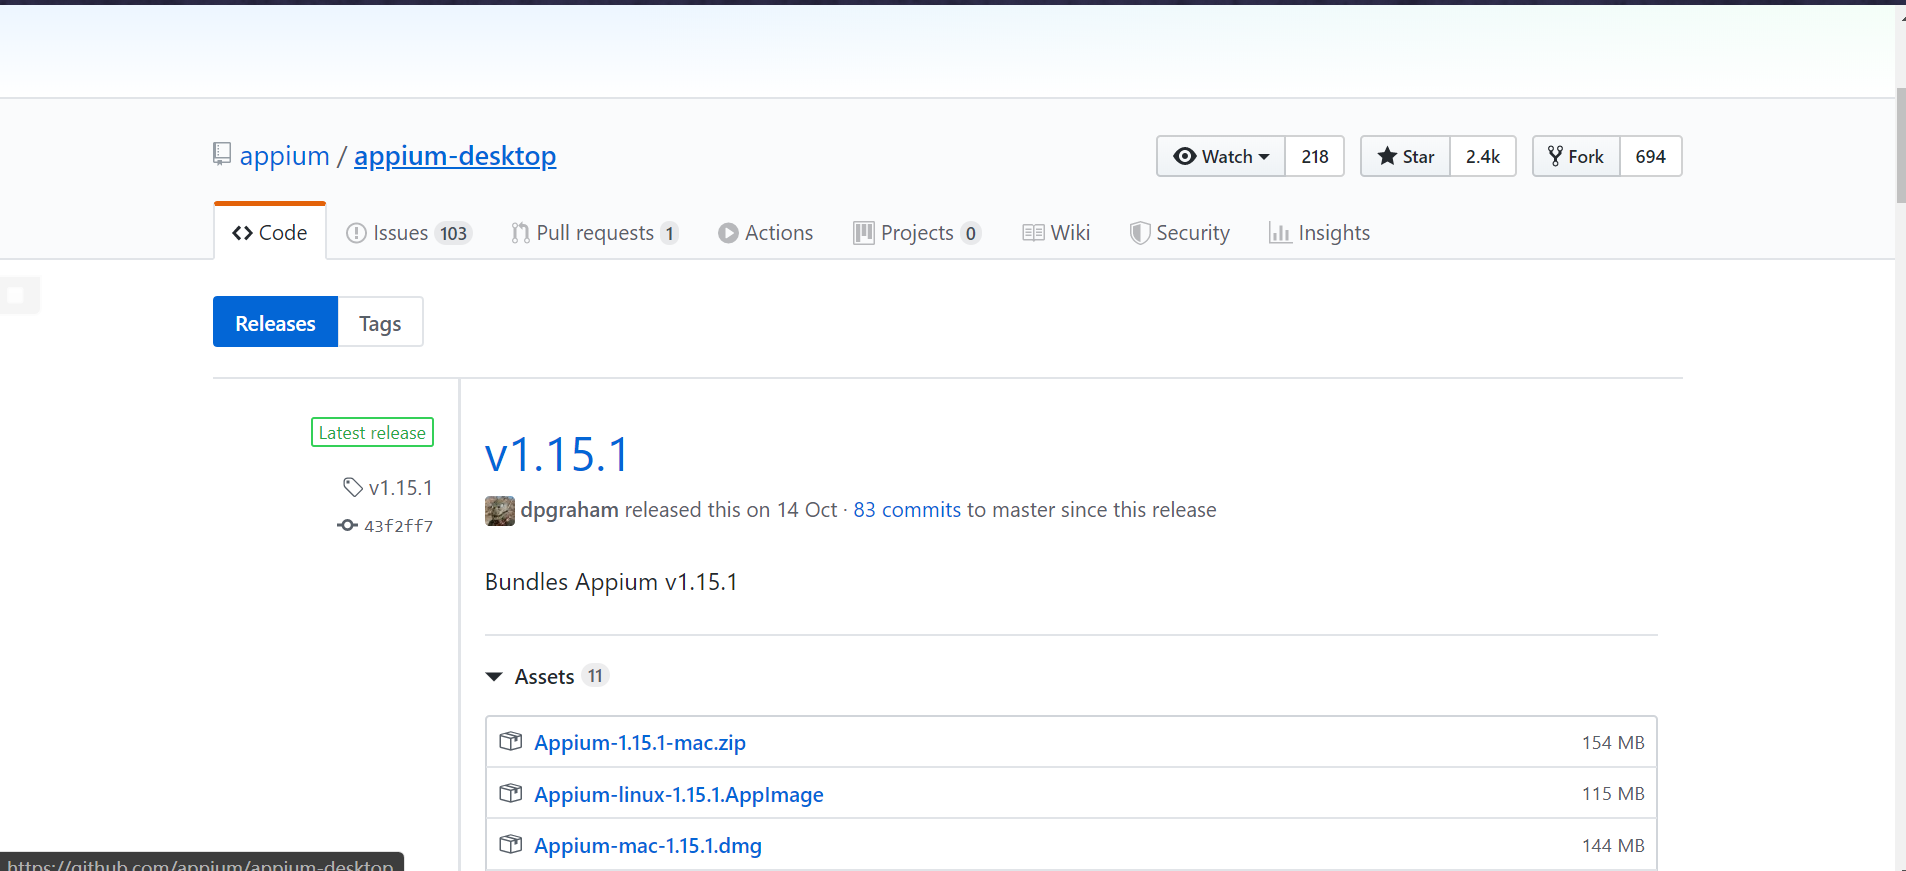 appium / appium-desktop
Watch 218 Star 2.4k Fork 694
Code Issues 103 Pull requests 1 Actions Projects 0 Wiki Security Insights
Releases Tags
Latest release
v1.15.1
43f2ff7
v1.15.1
dpgraham released this on 14 Oct · 83 commits to master since this release
Bundles Appium v1.15.1
Assets 11
Appium-1.15.1-mac.zip 154 MB
Appium-linux-1.15.1.AppImage 115 MB
Appium-mac-1.15.1.dmg 144 MB
https://github.com/appium/appium-desktop